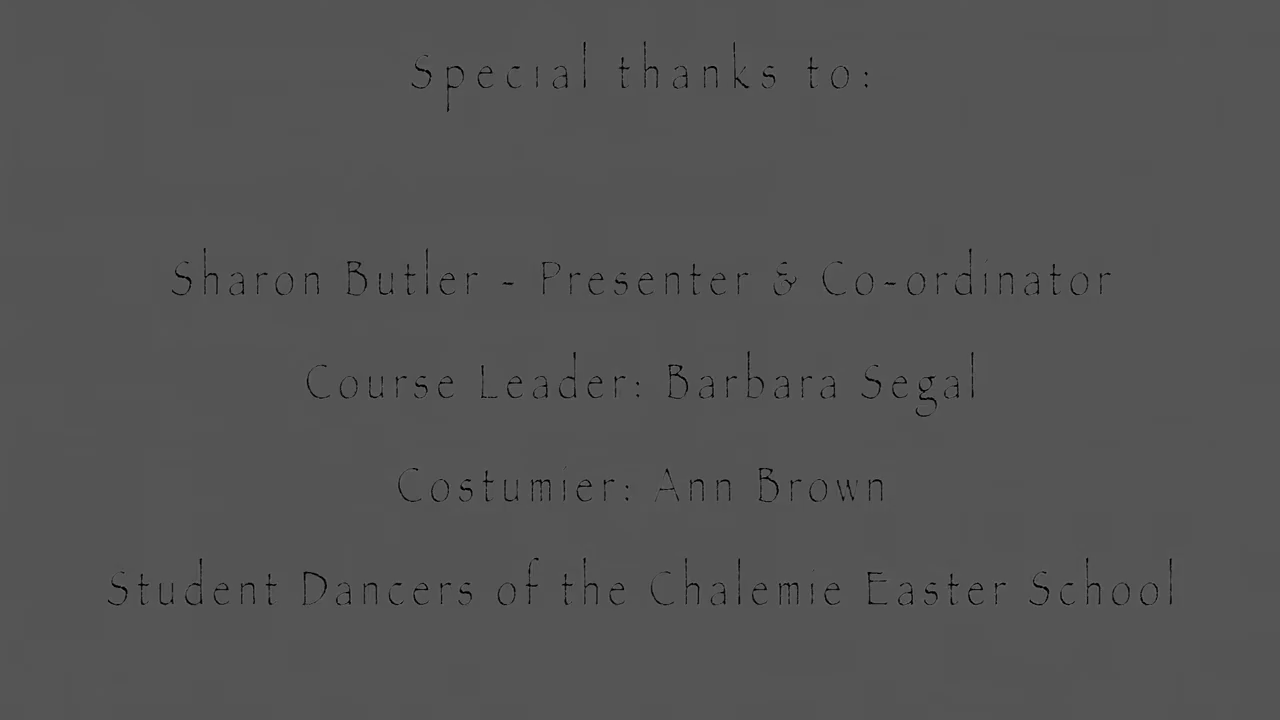 Special thanks to:
Sharon Butler - Presenter & Co-ordinator
Course Leader: Barbara Segal
Costumier: Ann Brown
Student Dancers of the Chalemie Easter School